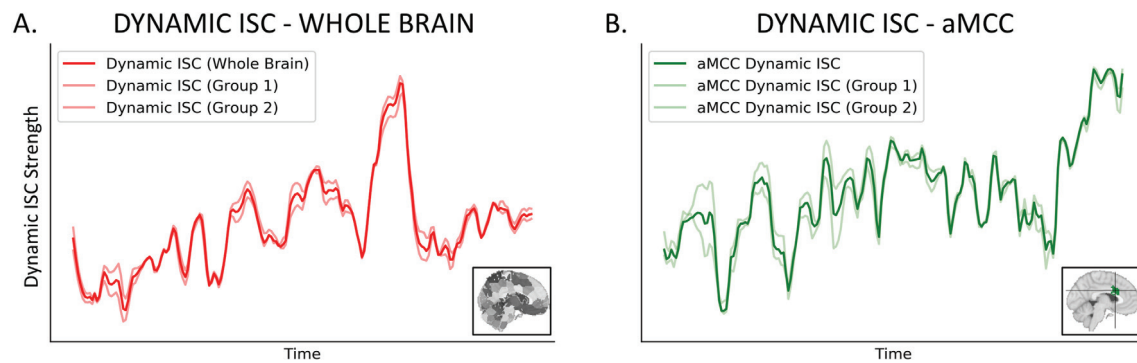 A.
DYNAMIC ISC - WHOLE BRAIN
Dynamic ISC (Whole Brain)
Dynamic ISC (Group 1)
Dynamic ISC (Group 2)
Dynamic ISC Strength
Time
B.
DYNAMIC ISC - aMCC
aMCC Dynamic ISC
aMCC Dynamic ISC (Group 1)
aMCC Dynamic ISC (Group 2)
Time